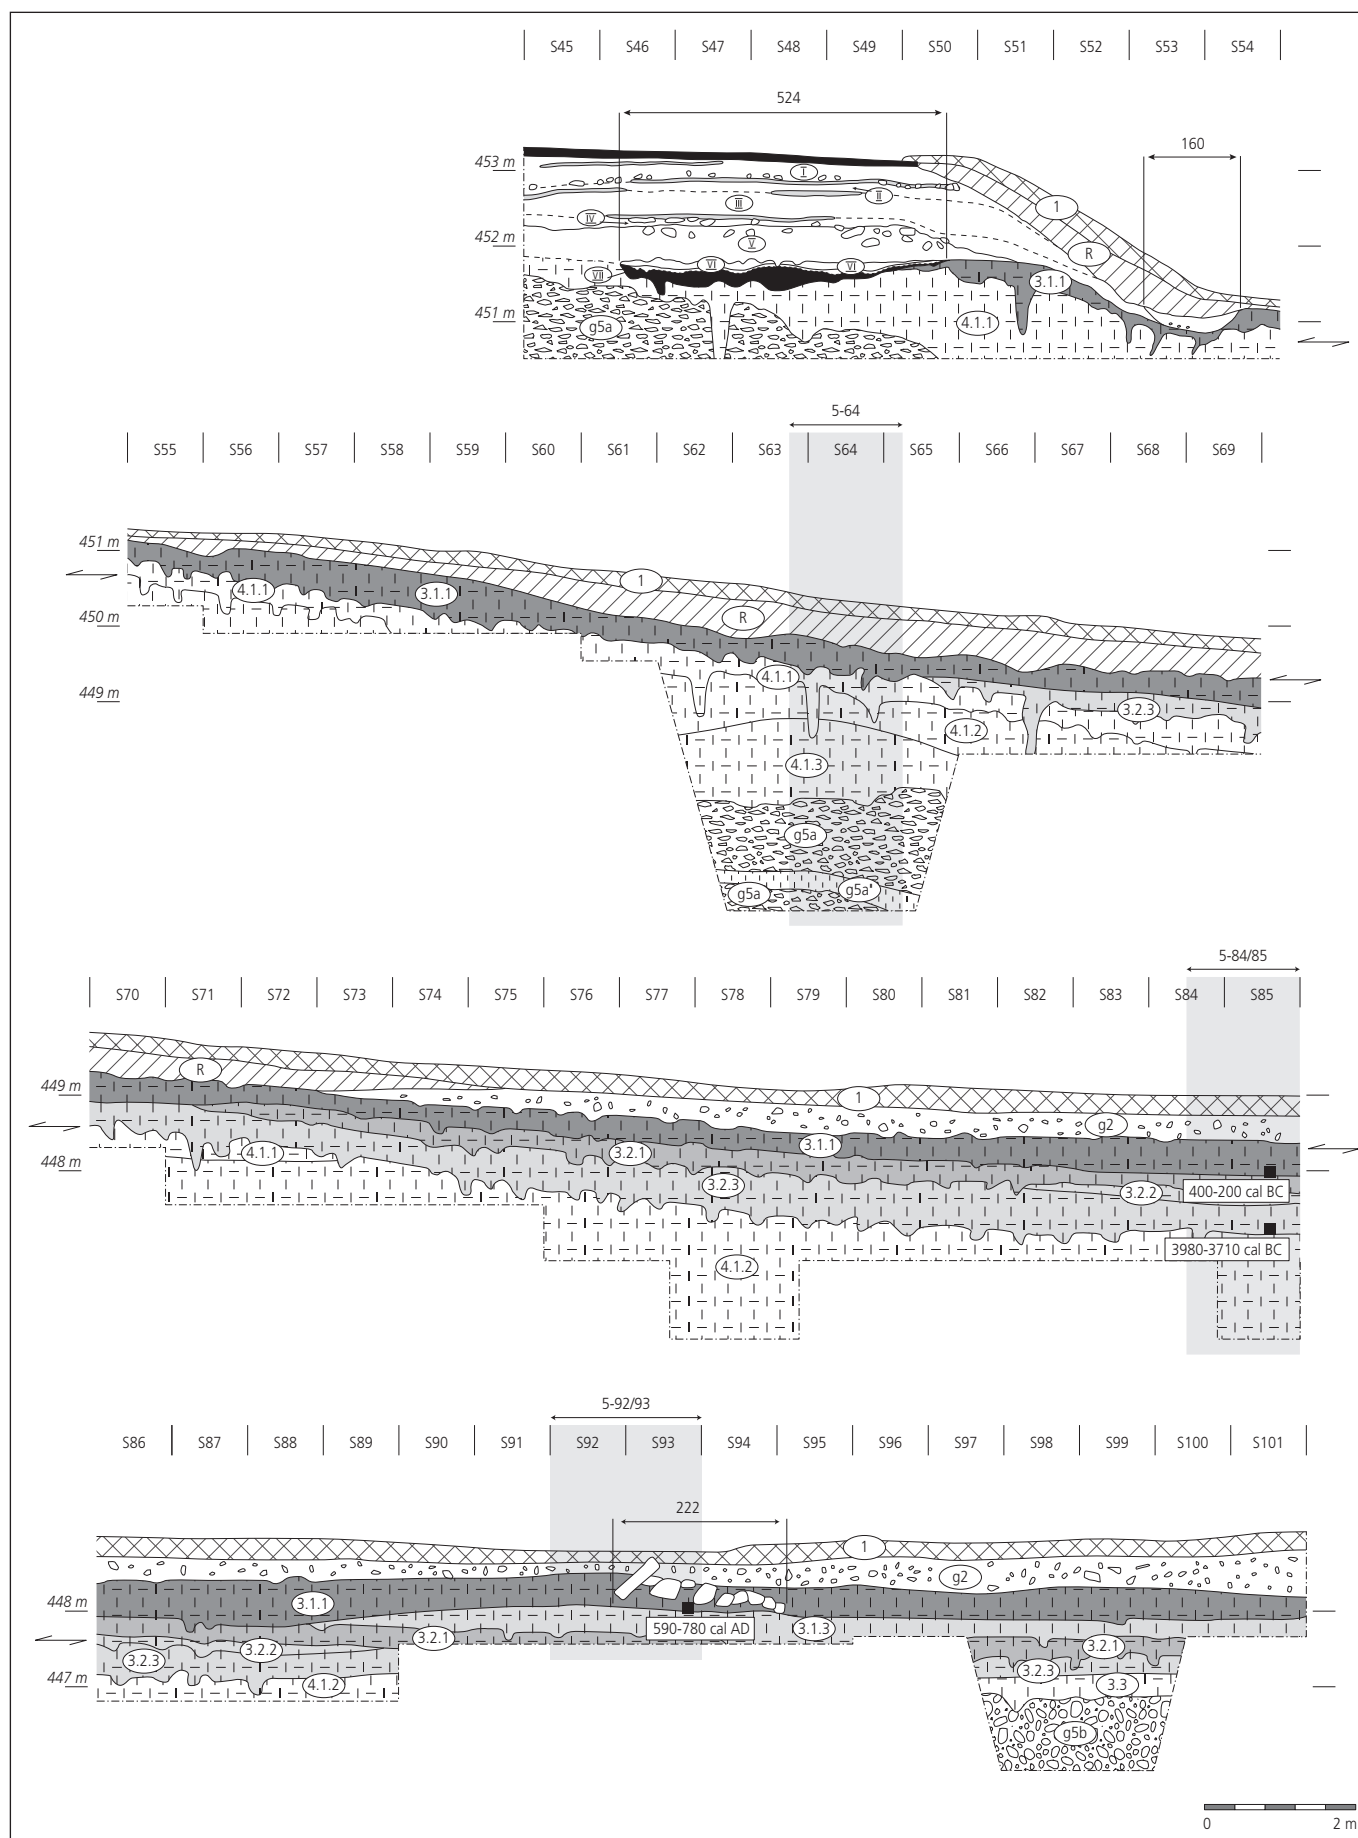 S45 S46 S47 S48 S49 S50 S51 S52 S53 S54
524
160
453 m
I
II
1
III
IV
452 m
V
R
VI VI
VII
3.1.1
451 m
g5a
4.1.1
5-64
S55 S56 S57 S58 S59 S60 S61 S62 S63 S64 S65 S66 S67 S68 S69
451 m
1
4.1.1
3.1.1
450 m
R
4.1.1
449 m
3.2.3
4.1.2
4.1.3
g5a
g5a g5a'
5-84/85
S70 S71 S72 S73 S74 S75 S76 S77 S78 S79 S80 S81 S82 S83 S84 S85
R
449 m
1
g2
3.1.1
4.1.1
3.2.1
448 m
3.2.3
3.2.2
400-200 cal BC
3980-3710 cal BC
4.1.2
5-92/93
S86 S87 S88 S89 S90 S91 S92 S93 S94 S95 S96 S97 S98 S99 S100 S101
222
1
g2
448 m
3.1.1
590-780 cal AD
3.1.3
3.2.1
3.2.1
3.2.2
3.2.3
3.2.3
447 m
4.1.2
3.3
g5b
0 2 m